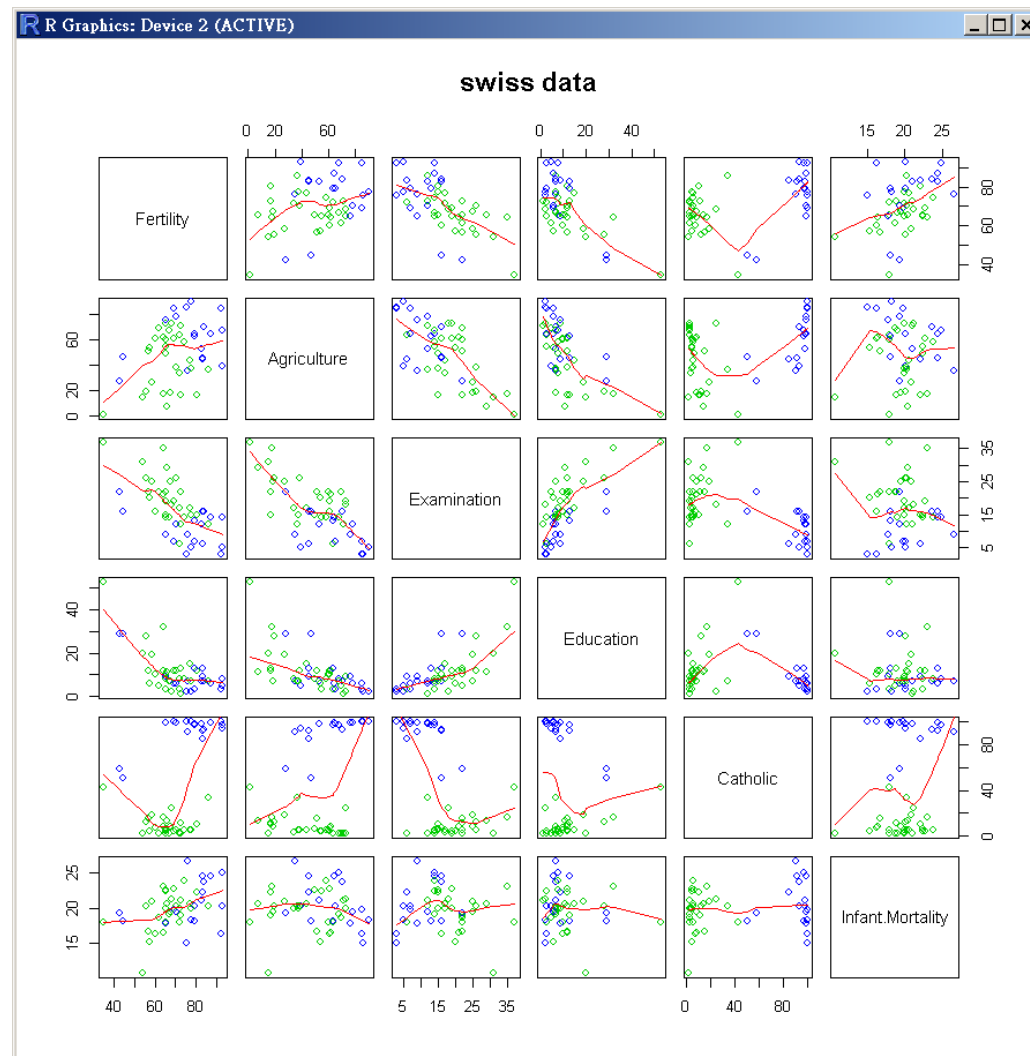 R R Graphics: Device 2 (ACTIVE)
swiss data
0 20 60
0 20 40
15 20 25
Fertility
40 60 80
Agriculture
0 20 60
Examination
5 15 25 35
Education
0 20 40
Catholic
0 40 80
Infant.Mortality
15 20 25
40 60 80
5 15 25 35
0 40 80